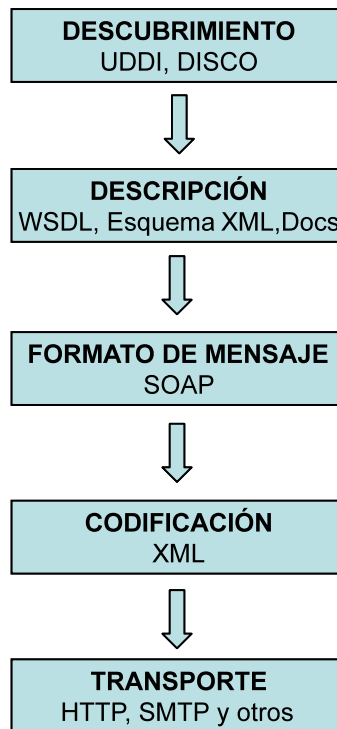 DESCUBRIMIENTO
UDDI, DISCO
DESCRIPCIÓN
WSDL, Esquema XML,Docs
FORMATO DE MENSAJE
SOAP
CODIFICACIÓN
XML
TRANSPORTE
HTTP, SMTP y otros